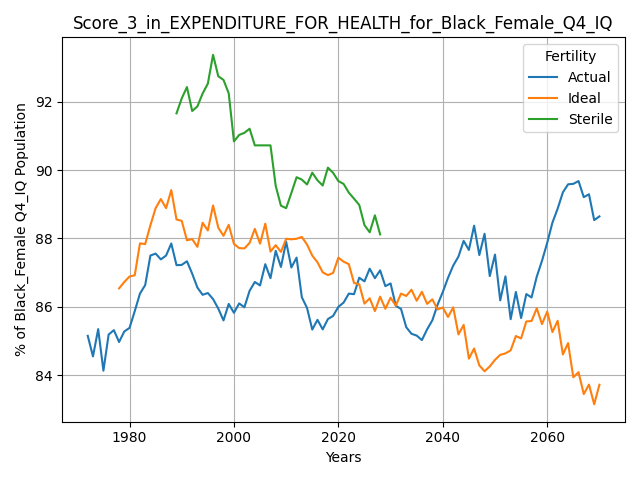 Score_3_in_EXPENDITURE_FOR_HEALTH_for_Black_Female_Q4_IQ
% of Black_Female Q4_IQ Population
92
90
88
86
84
Fertility
Actual
Ideal
Sterile
1980
2000
2020
2040
2060
Years